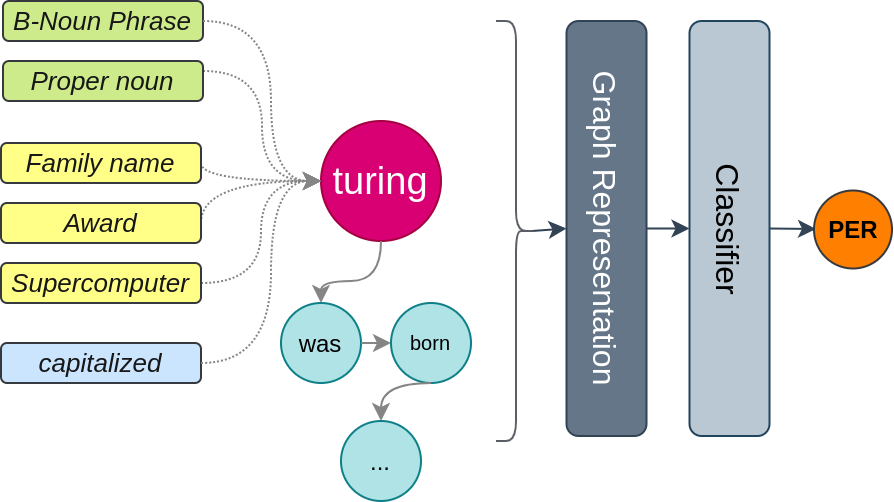 B-Noun Phrase
Proper noun
Family name
Award
Supercomputer
capitalized
turing
was
born
...
Graph Representation
Classifier
PER